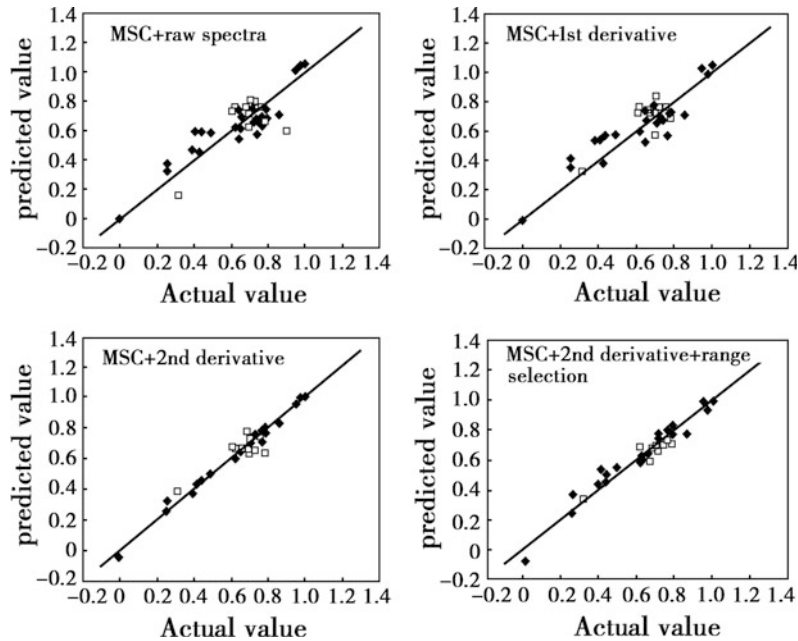 1.4
1.2
1.0
0.8
0.6
0.4
0.2
0
−0.2
predicted value
MSC+raw spectra
−0.2 0 0.2 0.4 0.6 0.8 1.0 1.2 1.4
Actual value
1.4
1.2
1.0
0.8
0.6
0.4
0.2
0
−0.2
predicted value
MSC+1st derivative
−0.2 0 0.2 0.4 0.6 0.8 1.0 1.2 1.4
Actual value
1.4
1.2
1.0
0.8
0.6
0.4
0.2
0
−0.2
predicted value
MSC+2nd derivative
−0.2 0 0.2 0.4 0.6 0.8 1.0 1.2 1.4
Actual value
1.4
1.2
1.0
0.8
0.6
0.4
0.2
0
−0.2
predicted value
MSC+2nd derivative+range
selection
−0.2 0 0.2 0.4 0.6 0.8 1.0 1.2 1.4
Actual value